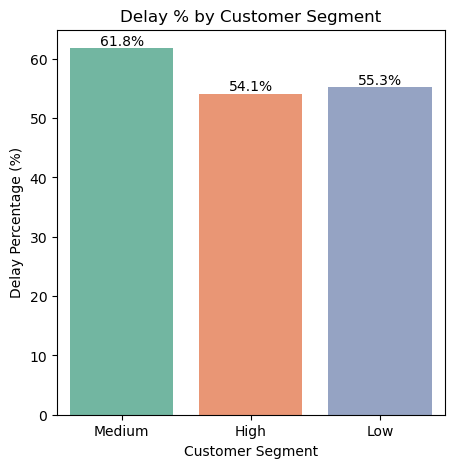 Delay % by Customer Segment
61.8%
54.1%
55.3%
60
50
40
30
20
10
0
Delay Percentage (%)
Medium
High
Low
Customer Segment